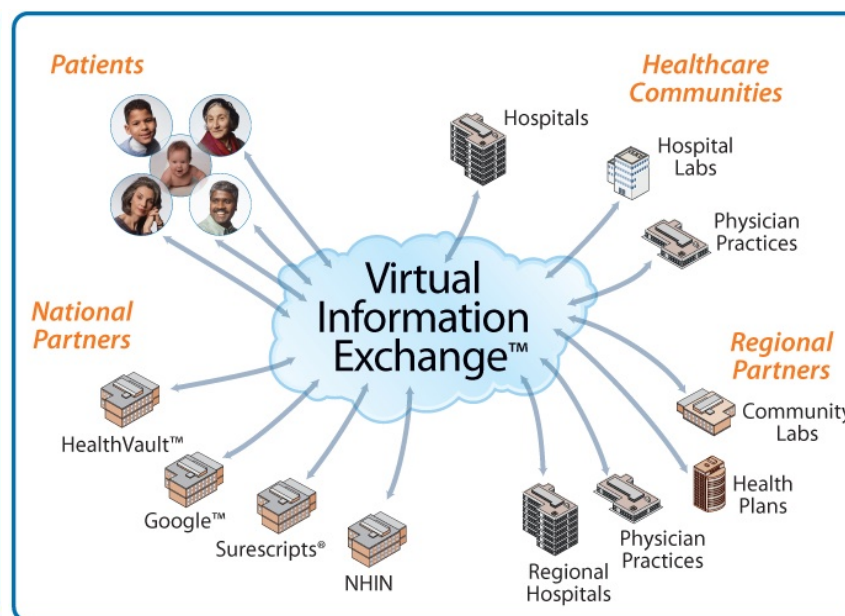 Patients
Healthcare
Communities
Hospitals
Hospital
Labs
Physician
Practices
Virtual
Information
Exchange™
National
Partners
HealthVault™
Google™
Surescripts®
NHIN
Regional
Partners
Community
Labs
Health
Plans
Physician
Practices
Regional
Hospitals